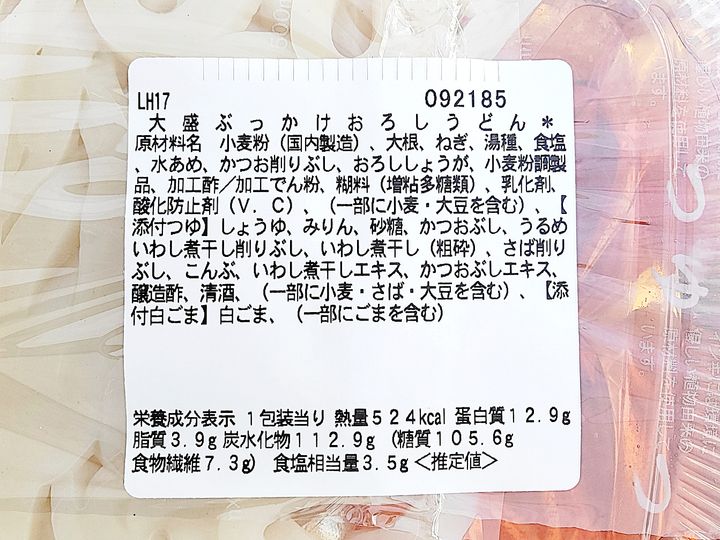 LH17 092185
大盛ぶっかけおろしうどん＊
原材料名 小麦粉（国内製造）、大根、ねぎ、湯種、食塩
、水あめ、かつお削りぶし、おろししょうが、小麦粉調製
品、加工酢／加工でん粉、糊料（増粘多糖類）、乳化剤、
酸化防止剤（Ｖ．Ｃ）、（一部に小麦・大豆を含む）、【
添付つゆ】しょうゆ、みりん、砂糖、かつおぶし、うるめ
いわし煮干し削りぶし、いわし煮干し（粗砕）、さば削り
ぶし、こんぶ、いわし煮干しエキス、かつおぶしエキス、
醸造酢、清酒、（一部に小麦・さば・大豆を含む）、【添
付白ごま】白ごま、（一部にごまを含む）
栄養成分表示 １包装当り 熱量５２４kcal 蛋白質１２.９g
脂質３.９g 炭水化物１１２.９g （糖質１０５.６g
食物繊維７.３g） 食塩相当量３.５g＜推定値＞
つゆ